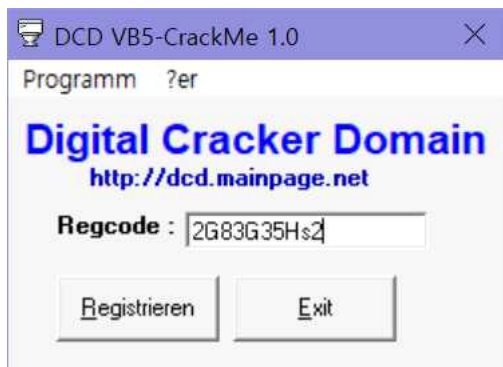 DCD VB5-CrackMe 1.0
Programm ?er
Digital Cracker Domain
http://dcd.mainpage.net
Regcode : 2G83G35Hs2
Registrieren Exit